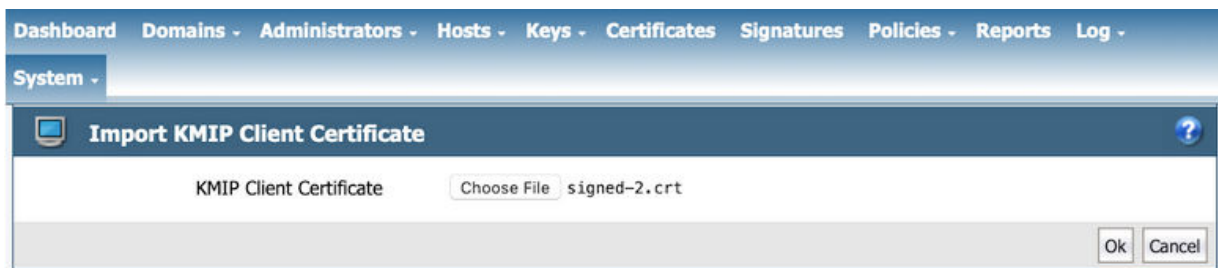 Dashboard Domains - Administrators - Hosts - Keys - Certificates Signatures Policies - Reports Log -
System -
Import KMIP Client Certificate ?
KMIP Client Certificate Choose File signed-2.crt
Ok Cancel